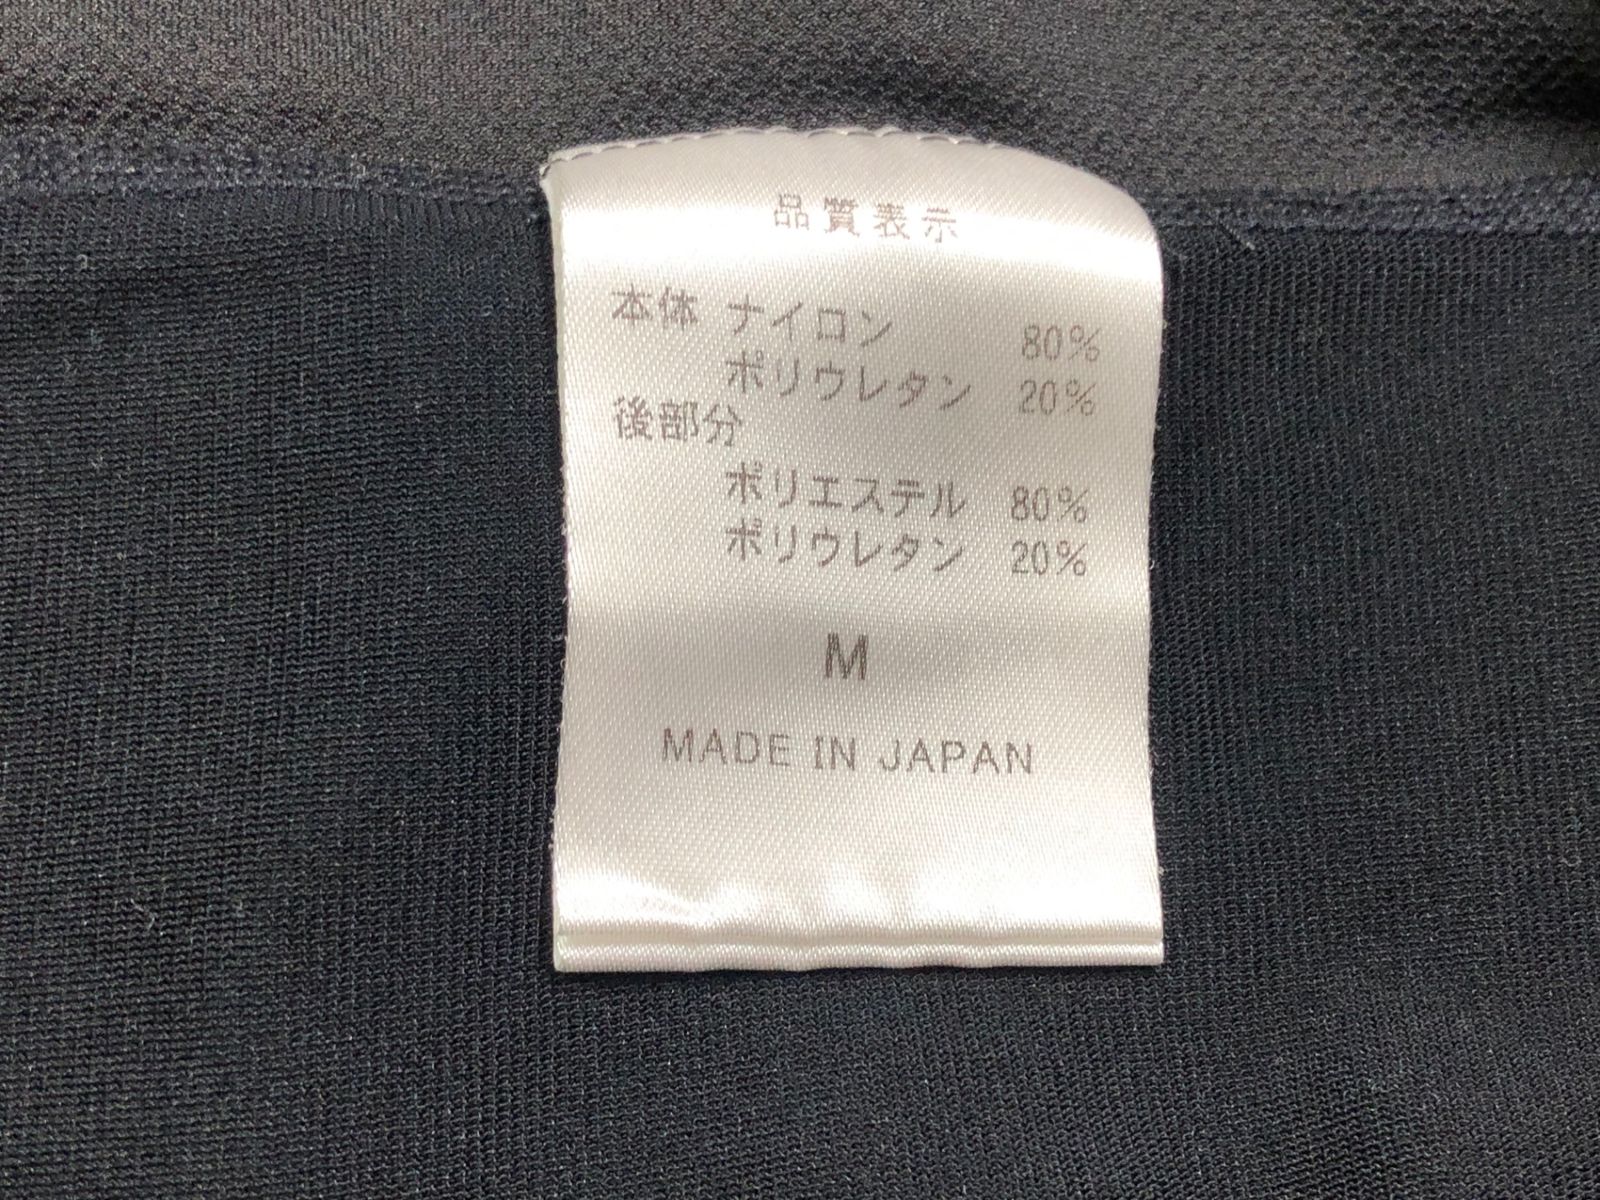 品質表示
本体 ナイロン 80%
ポリウレタン 20%
後部分
ポリエステル 80%
ポリウレタン 20%
M
MADE IN JAPAN